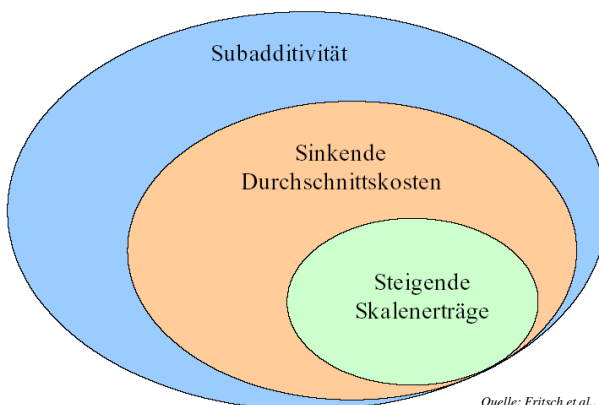 Subadditivität
Sinkende
Durchschnittskosten
Steigende
Skalenerträge
Quelle: Fritsch et al.,